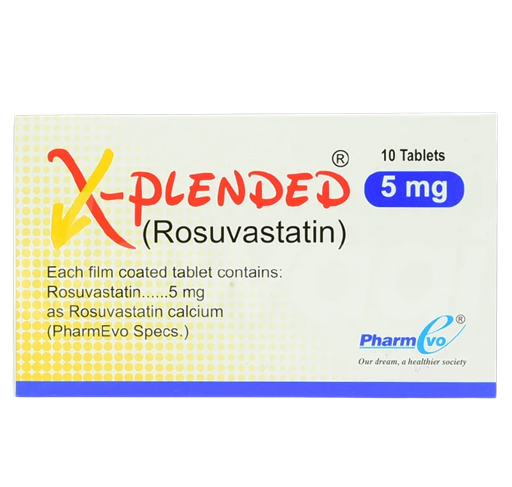 10 Tablets
X-PLENDED®
5 mg
(Rosuvastatin)
Each film coated tablet contains:
Rosuvastatin......5 mg
as Rosuvastatin calcium
(PharmEvo Specs.)
PharmEvo®
Our dream, a healthier society